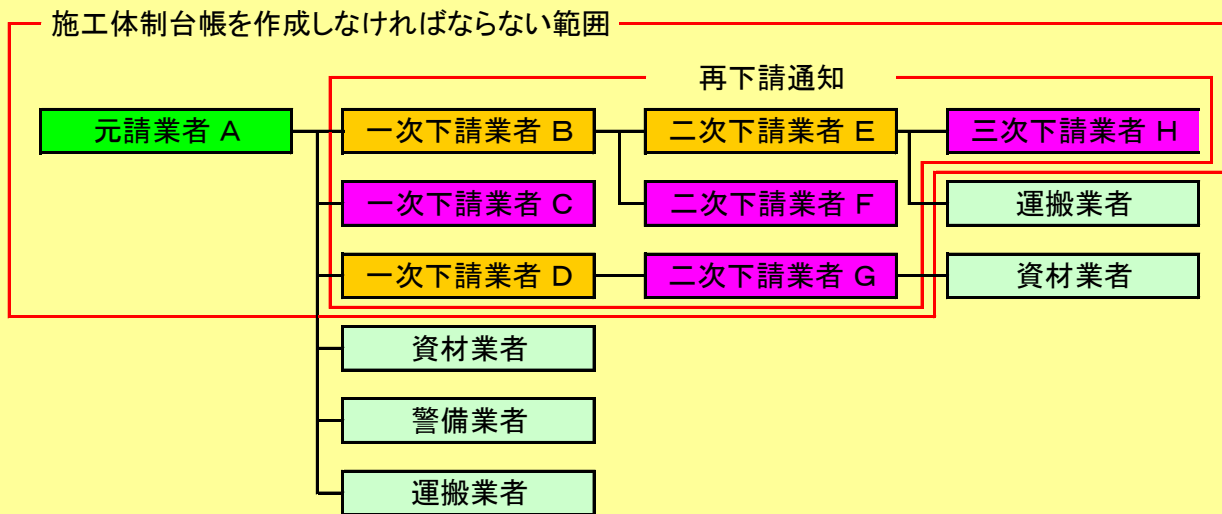 施工体制台帳を作成しなければならない範囲
再下請通知
元請業者 A
一次下請業者 B
二次下請業者 E
三次下請業者 H
一次下請業者 C
二次下請業者 F
運搬業者
一次下請業者 D
二次下請業者 G
資材業者
資材業者
警備業者
運搬業者